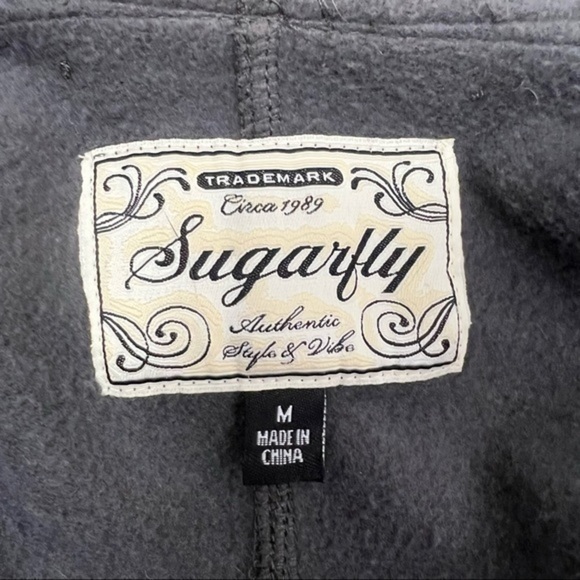 TRADEMARK
Circa 1989
Sugarfly
Authentic
Style & Vibe
M
MADE IN
CHINA